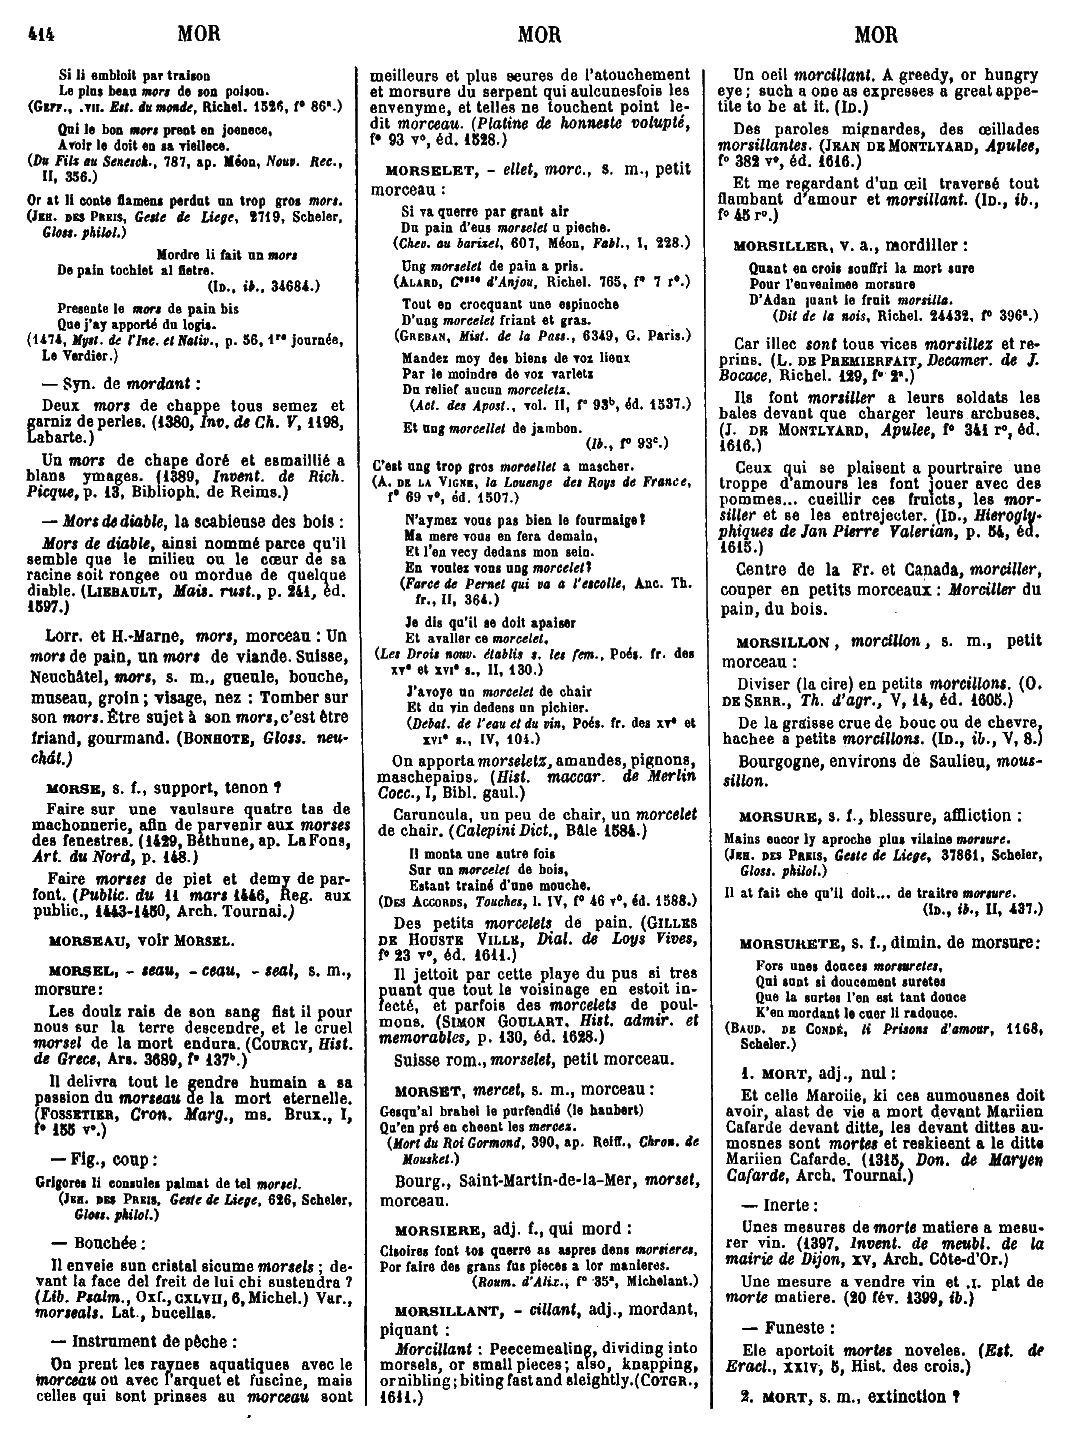 414 MOR MOR MOR
Si li embloit par traison
Le plus beau mors de son poison.
(Geff., .vii. Est. du monde, Richel. 1526, f° 86ª.)
Qui le bon mors prent en joenece,
Avoir le doit en sa viellece.
(Du Fils au Senesch., 787, ap. Méon, Nouv. Rec.,
II, 356.)
Or at li conte flamens perdut un trop gros mors.
(Jeh. des Preis, Geste de Liege, 2719, Scheler,
Gloss. philol.)
Mordre li fait un mors
De pain tochiet al fietre.
(Id., ib., 34684.)
Presente le mors de pain bis
Que j'ay apporté du logis.
(1474, Myst. de l'Inc. et Nativ., p. 56, 1re journée,
Le Verdier.)
— Syn. de mordant :
Deux mors de chappe tous semez et
garniz de perles. (1380, Inv. de Ch. V, 1198,
Labarte.)
Un mors de chape doré et esmaillié a
blans ymages. (1389, Invent. de Rich.
Picque, p. 13, Biblioph. de Reims.)
— Mors de diable, la scabieuse des bois :
Mors de diable, ainsi nommé parce qu'il
semble que le milieu ou le cœur de sa
racine soit rongee ou mordue de quelque
diable. (Liebault, Mais. rust., p. 241, éd.
1597.)
Lorr. et H.-Marne, mors, morceau : Un
mors de pain, un mors de viande. Suisse,
Neuchâtel, mors, s. m., gueule, bouche,
museau, groin ; visage, nez : Tomber sur
son mors. Être sujet à son mors, c'est être
friand, gourmand. (Bonhote, Gloss. neu-
chât.)
MORSE, s. f., support, tenon ?
Faire sur une vaulsure quatre tas de
machonnerie, afin de parvenir aux morses
des fenestres. (1429, Béthune, ap. La Fons,
Art. du Nord, p. 148.)
Faire morses de piet et demy de par-
font. (Public. du 11 mars 1446, Reg. aux
public., 1443-1450, Arch. Tournai.)
MORSEAU, voir Morsel.
MORSEL, - seau, - ceau, - seal, s. m.,
morsure :
Les doulz rais de son sang fist il pour
nous sur la terre descendre, et le cruel
morsel de la mort endura. (Courcy, Hist.
de Grece, Ars. 3689, f° 137b.)
Il delivra tout le gendre humain a sa
passion du morseau de la mort eternelle.
(Fossetier, Cron. Marg., ms. Brux., I,
f° 155 v°.)
— Fig., coup :
Grigores li consules palmat de tel morsel.
(Jeh. des Preis, Geste de Liege, 626, Scheler,
Gloss. philol.)
— Bouchée :
Il enveie sun cristal sicume morsels ; de-
vant la face del freit de lui chi sustendra ?
(Lib. Psalm., Oxf., CXLVII, 6, Michel.) Var.,
morseals. Lat., bucellas.
— Instrument de pêche :
On prent les raynes aquatiques avec le
morceau ou avec l'arquet et fuscine, mais
celles qui sont prinses au morceau sont
meilleurs et plus seures de l'atouchement
et morsure du serpent qui aulcunesfois les
envenyme, et telles ne touchent point le-
dit morceau. (Platine de honneste volupté,
f° 93 v°, éd. 1528.)
MORSELET, - ellet, morc., s. m., petit
morceau :
Si va querre par grant air
Du pain d'eus morselet u pieche.
(Chev. au barizel, 607, Méon, Fabl., I, 228.)
Ung morselet de pain a pris.
(Alard, Ctesse d'Anjou, Richel. 765, f° 7 r°.)
Tout en crocquant une espinoche
D'ung morcelet friant et gras.
(Greban, Mist. de la Pass., 6349, G. Paris.)
Mandez moy des biens de voz lieux
Par le moindre de voz varletz
Du relief aucun morceletz.
(Act. des Apost., vol. II, f° 93b, éd. 1537.)
Et ung morcellet de jambon.
(Ib., f° 93c.)
C'est ung trop gros morcellet a mascher.
(A. de la Vigne, la Louenge des Roys de France,
f° 69 v°, éd. 1507.)
N'aymez vous pas bien le fourmaige ?
Ma mere vous en fera demain,
Et l'en vecy dedans mon sein.
En voulez vous ung morcelet ?
(Farce de Pernet qui va a l'escolle, Anc. Th.
fr., II, 364.)
Je dis qu'il se doit apaiser
Et avaller ce morcelet.
(Les Drois nouv. établis s. les fem., Poés. fr. des
xve et xvie s., II, 130.)
J'avoye un morcelet de chair
Et du vin dedens un pichier.
(Debat. de l'eau et du vin, Poés. fr. des xve et
xvie s., IV, 104.)
On apporta morseletz, amandes, pignons,
maschepains. (Hist. maccar. de Merlin
Cocc., I, Bibl. gaul.)
Caruncula, un peu de chair, un morcelet
de chair. (Calepini Dict., Bâle 1584.)
Il monta une autre fois
Sur un morcelet de bois,
Estant trainé d'une mouche.
(Des Accords, Touches, l. IV, f° 46 v°, éd. 1588.)
Des petits morcelets de pain. (Gilles
de Houste Ville, Dial. de Loys Vives,
f° 23 v°, éd. 1611.)
Il jettoit par cette playe du pus si tres
puant que tout le voisinage en estoit in-
fecté, et parfois des morcelets de poul-
mons. (Simon Goulart, Hist. admir. et
memorables, p. 130, éd. 1628.)
Suisse rom., morselet, petit morceau.
MORSET, mercet, s. m., morceau :
Gesqu'al brahel le purfendié (le haubert)
Qu'en pré en cheent les mercez.
(Mort du Roi Gormond, 390, ap. Reiff., Chron. de
Mousket.)
Bourg., Saint-Martin-de-la-Mer, morset,
morceau.
MORSIERE, adj. f., qui mord :
Cisoires font tos querre as aspres dens morsieres,
Por faire des grans fus pieces a lor manieres.
(Roum. d'Alix., f° 35ª, Michelant.)
MORSILLANT, - cillant, adj., mordant,
piquant :
Morcillant : Peecemealing, dividing into
morsels, or small pieces ; also, knapping,
or nibling ; biting fast and sleightly. (Cotgr.,
1611.)
Un oeil morcillant. A greedy, or hungry
eye ; such a one as expresses a great appe-
tite to be at it. (Id.)
Des paroles mignardes, des œillades
morsillantes. (Jean de Montlyard, Apulee,
f° 382 v°, éd. 1616.)
Et me regardant d'un œil traversé tout
flambant d'amour et morsillant. (Id., ib.,
f° 45 r°.)
MORSILLER, v. a., mordiller :
Quant en crois souffri la mort sure
Pour l'envenimee morsure
D'Adan juant le fruit morsilla.
(Dit de la nois, Richel. 24432, f° 396ª.)
Car illec sont tous vices morsillez et re-
prins. (L. de Premierfait, Decamer. de J.
Bocace, Richel. 129, f° 2ª.)
Ils font morsiller a leurs soldats les
bales devant que charger leurs arcbuses.
(J. de Montlyard, Apulee, f° 341 r°, éd.
1616.)
Ceux qui se plaisent a pourtraire une
troppe d'amours les font jouer avec des
pommes... cueillir ces fruicts, les mor-
siller et se les entrejecter. (Id., Hierogly-
phiques de Jan Pierre Valerian, p. 54, éd.
1615.)
Centre de la Fr. et Canada, morciller,
couper en petits morceaux : Morciller du
pain, du bois.
MORSILLON, morcillon, s. m., petit
morceau :
Diviser (la cire) en petits morcillons. (O.
de Serr., Th. d'agr., V, 14, éd. 1605.)
De la graisse crue de bouc ou de chevre,
hachee a petits morcillons. (Id., ib., V, 8.)
Bourgogne, environs de Saulieu, mous-
sillon.
MORSURE, s. f., blessure, affliction :
Mains encor ly aproche plus vilaine morsure.
(Jeh. des Preis, Geste de Liege, 37861, Scheler,
Gloss. philol.)
Il at fait che qu'il doit... de traitre morsure.
(Id., ib., II, 437.)
MORSURETE, s. f., dimin. de morsure :
Fors unes douces morsuretes,
Qui sunt si doucement suretes
Que la surtes l'en est tant douce
K'en mordant le cuer li radouce.
(Baud. de Condé, li Prisons d'amour, 1168,
Scheler.)
1. MORT, adj., nul :
Et celle Maroiie, ki ces aumousnes doit
avoir, alast de vie a mort devant Mariien
Cafarde devant ditte, les devant dittes au-
mosnes sont mortes et reskieent a le ditte
Mariien Cafarde. (1315, Don. de Maryen
Cafarde, Arch. Tournai.)
— Inerte :
Unes mesures de morte matiere a mesu-
rer vin. (1397, Invent. de meubl. de la
mairie de Dijon, XV, Arch. Côte-d'Or.)
Une mesure a vendre vin et .I. plat de
morte matiere. (20 fév. 1399, ib.)
— Funeste :
Ele aportoit mortes noveles. (Est. de
Eracl., XXIV, 5, Hist. des crois.)
2. MORT, s. m., extinction ?